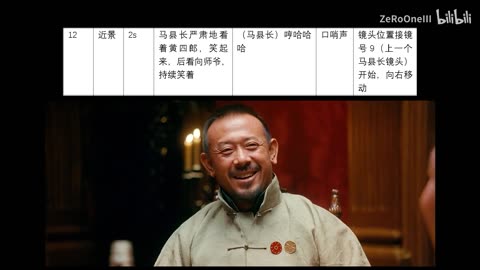 ZeRoOneIII bilibili
12 近景 2s 马县长严肃地看 （马县长）哼哈哈 口哨声 镜头位置接镜
着黄四郎，笑起 哈 号 9（上一个
来，后看向师爷， 马县长镜头）
持续笑着 开始，向右移
动